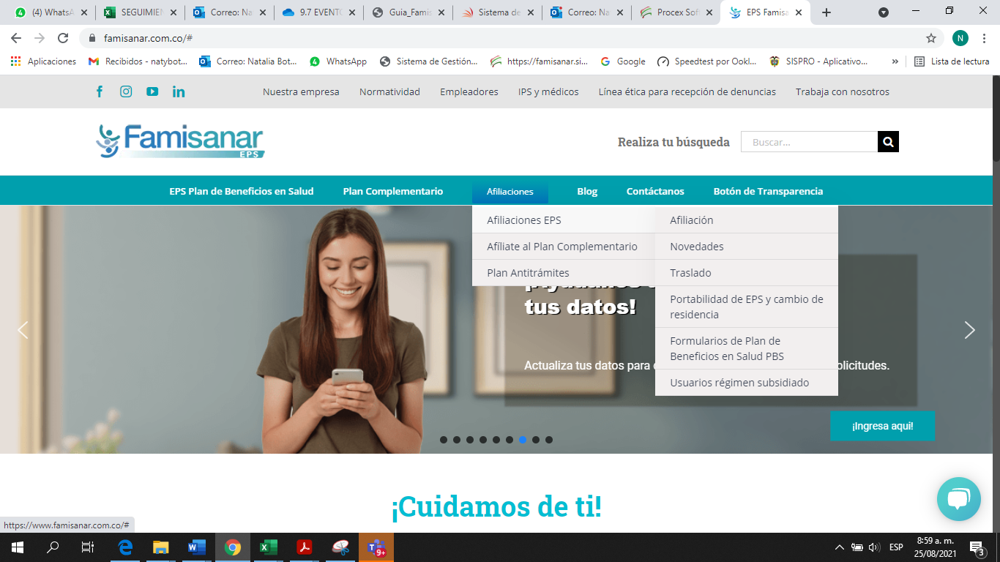 (4) WhatsA
SEGUIMIEN
Correo: Na
9.7 EVENTO
Guia_Famis
Sistema de
Correo: Na
Procex Soft
EPS Famisa
famisanar.com.co/#
N
Aplicaciones
Recibidos - natybot...
Correo: Natalia Bot...
WhatsApp
Sistema de Gestión...
https://famisanar.si...
Google
Speedtest por Ookl...
SISPRO - Aplicativo...
»
Lista de lectura
Nuestra empresa
Normatividad
Empleadores
IPS y médicos
Línea ética para recepción de denuncias
Trabaja con nosotros
Famisanar
EPS
Realiza tu búsqueda
Buscar...
EPS Plan de Beneficios en Salud
Plan Complementario
Afiliaciones
Blog
Contáctanos
Botón de Transparencia
Afiliaciones EPS
Afíliate al Plan Complementario
Plan Antitrámites
Afiliación
Novedades
Traslado
Portabilidad de EPS y cambio de
residencia
Formularios de Plan de
Beneficios en Salud PBS
Usuarios régimen subsidiado
tus datos!
Actualiza tus datos para
olicitudes.
¡Ingresa aqui!
¡Cuidamos de ti!
https://www.famisanar.com.co/#
9+
ESP
8:59 a. m.
25/08/2021
3